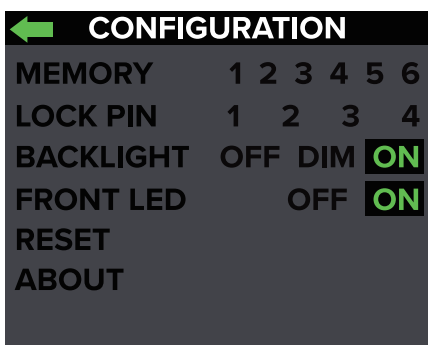 CONFIGURATION
MEMORY 1 2 3 4 5 6
LOCK PIN 1 2 3 4
BACKLIGHT OFF DIM ON
FRONT LED OFF ON
RESET
ABOUT